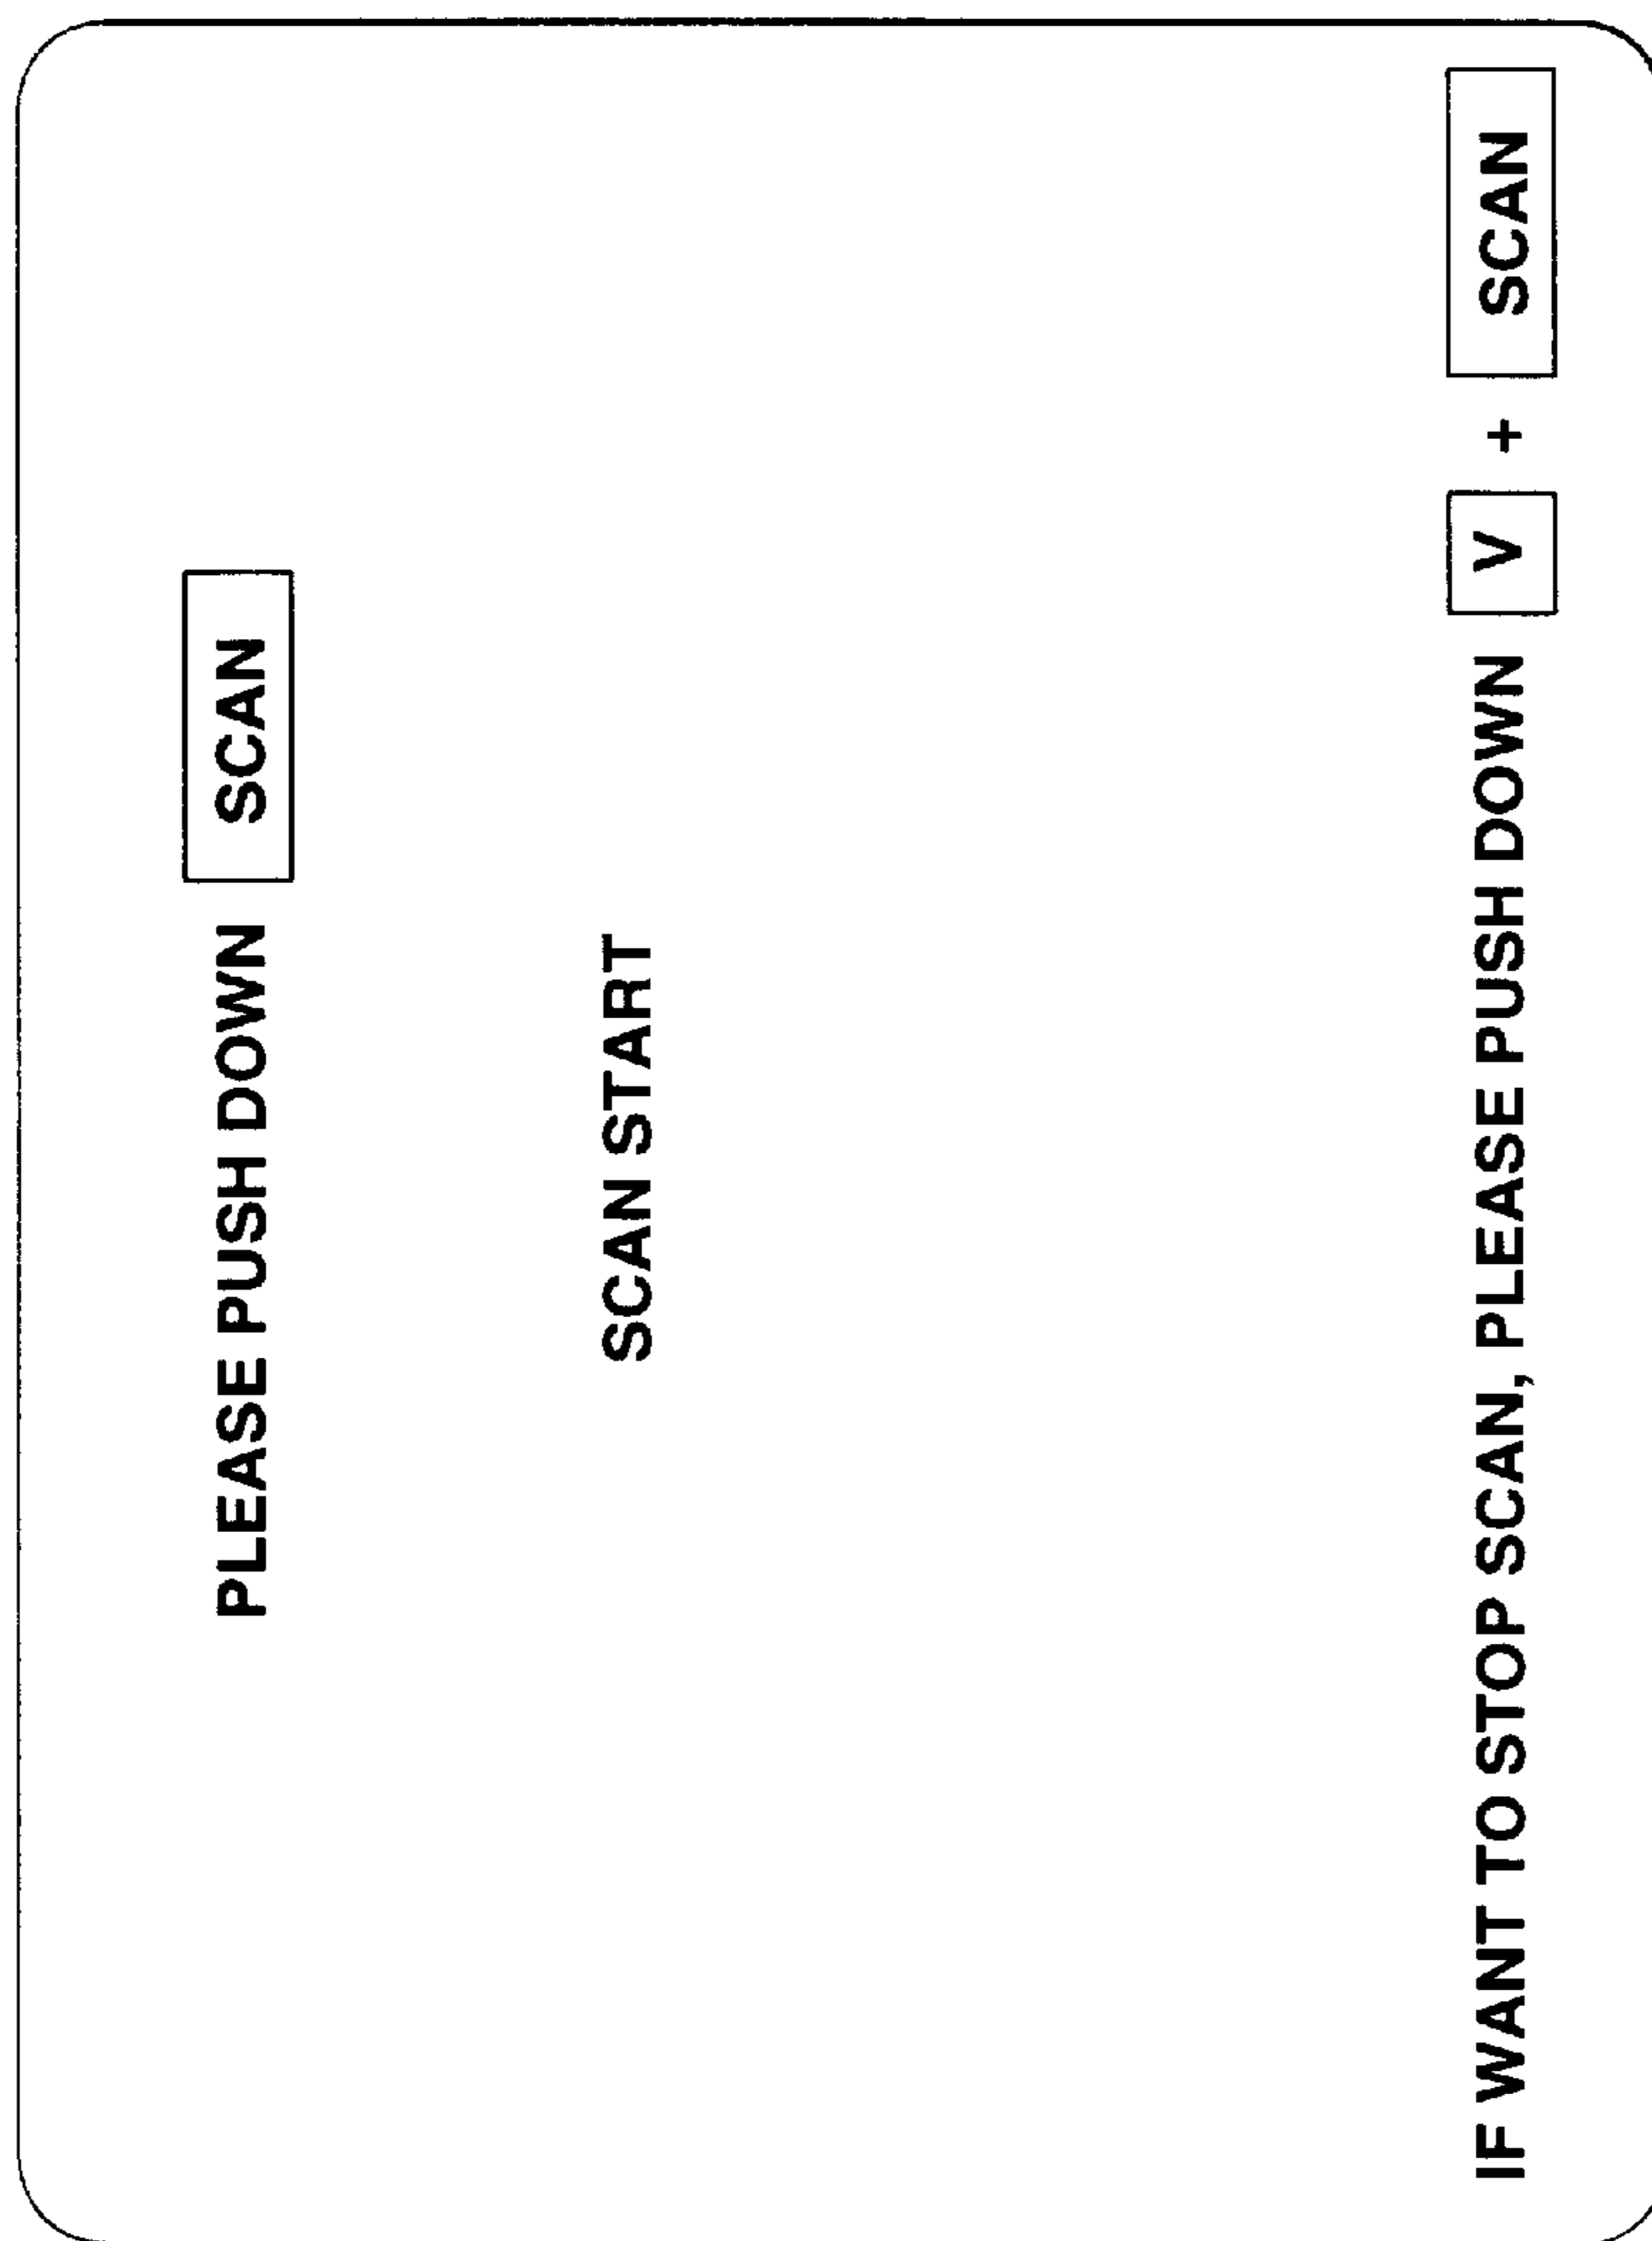 PLEASE PUSH DOWN SCAN
SCAN START
IF WANT TO STOP SCAN, PLEASE PUSH DOWN V + SCAN